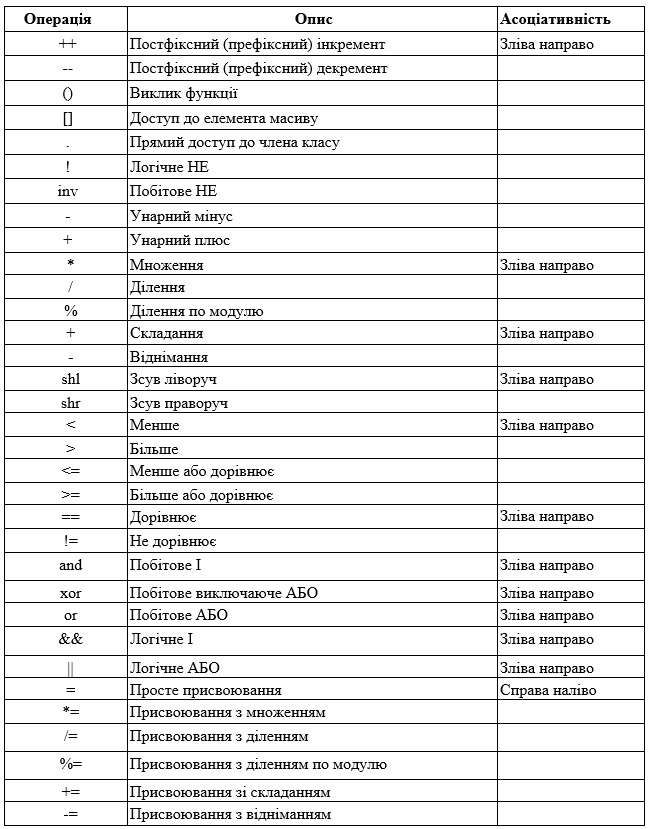 Операція Опис Асоціативність
++ Постфіксний (префіксний) інкремент Зліва направо
-- Постфіксний (префіксний) декремент
() Виклик функції
[] Доступ до елемента масиву
. Прямий доступ до члена класу
! Логічне НЕ
inv Побітове НЕ
- Унарний мінус
+ Унарний плюс
* Множення Зліва направо
/ Ділення
% Ділення по модулю
+ Складання Зліва направо
- Віднімання
shl Зсув ліворуч Зліва направо
shr Зсув праворуч
< Менше Зліва направо
> Більше
<= Менше або дорівнює
>= Більше або дорівнює
== Дорівнює Зліва направо
!= Не дорівнює
and Побітове І Зліва направо
xor Побітове виключаюче АБО Зліва направо
or Побітове АБО Зліва направо
&& Логічне І Зліва направо
|| Логічне АБО Зліва направо
= Просте присвоювання Справа наліво
*= Присвоювання з множенням
/= Присвоювання з діленням
%= Присвоювання з діленням по модулю
+= Присвоювання зі складанням
-= Присвоювання з відніманням